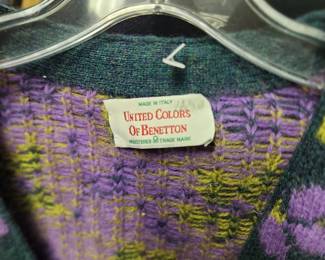 MADE IN ITALY
UNITED COLORS
OF BENETTON
REGISTERED TRADE MARK